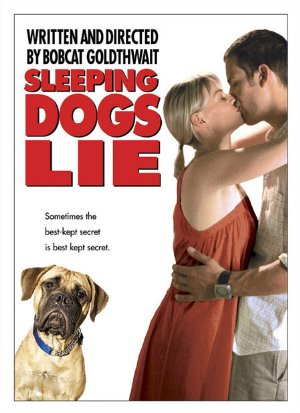 WRITTEN AND DIRECTED
BY BOBCAT GOLDTHWAIT
SLEEPING
DOGS
LIE
Sometimes the
best-kept secret
is best kept secret.